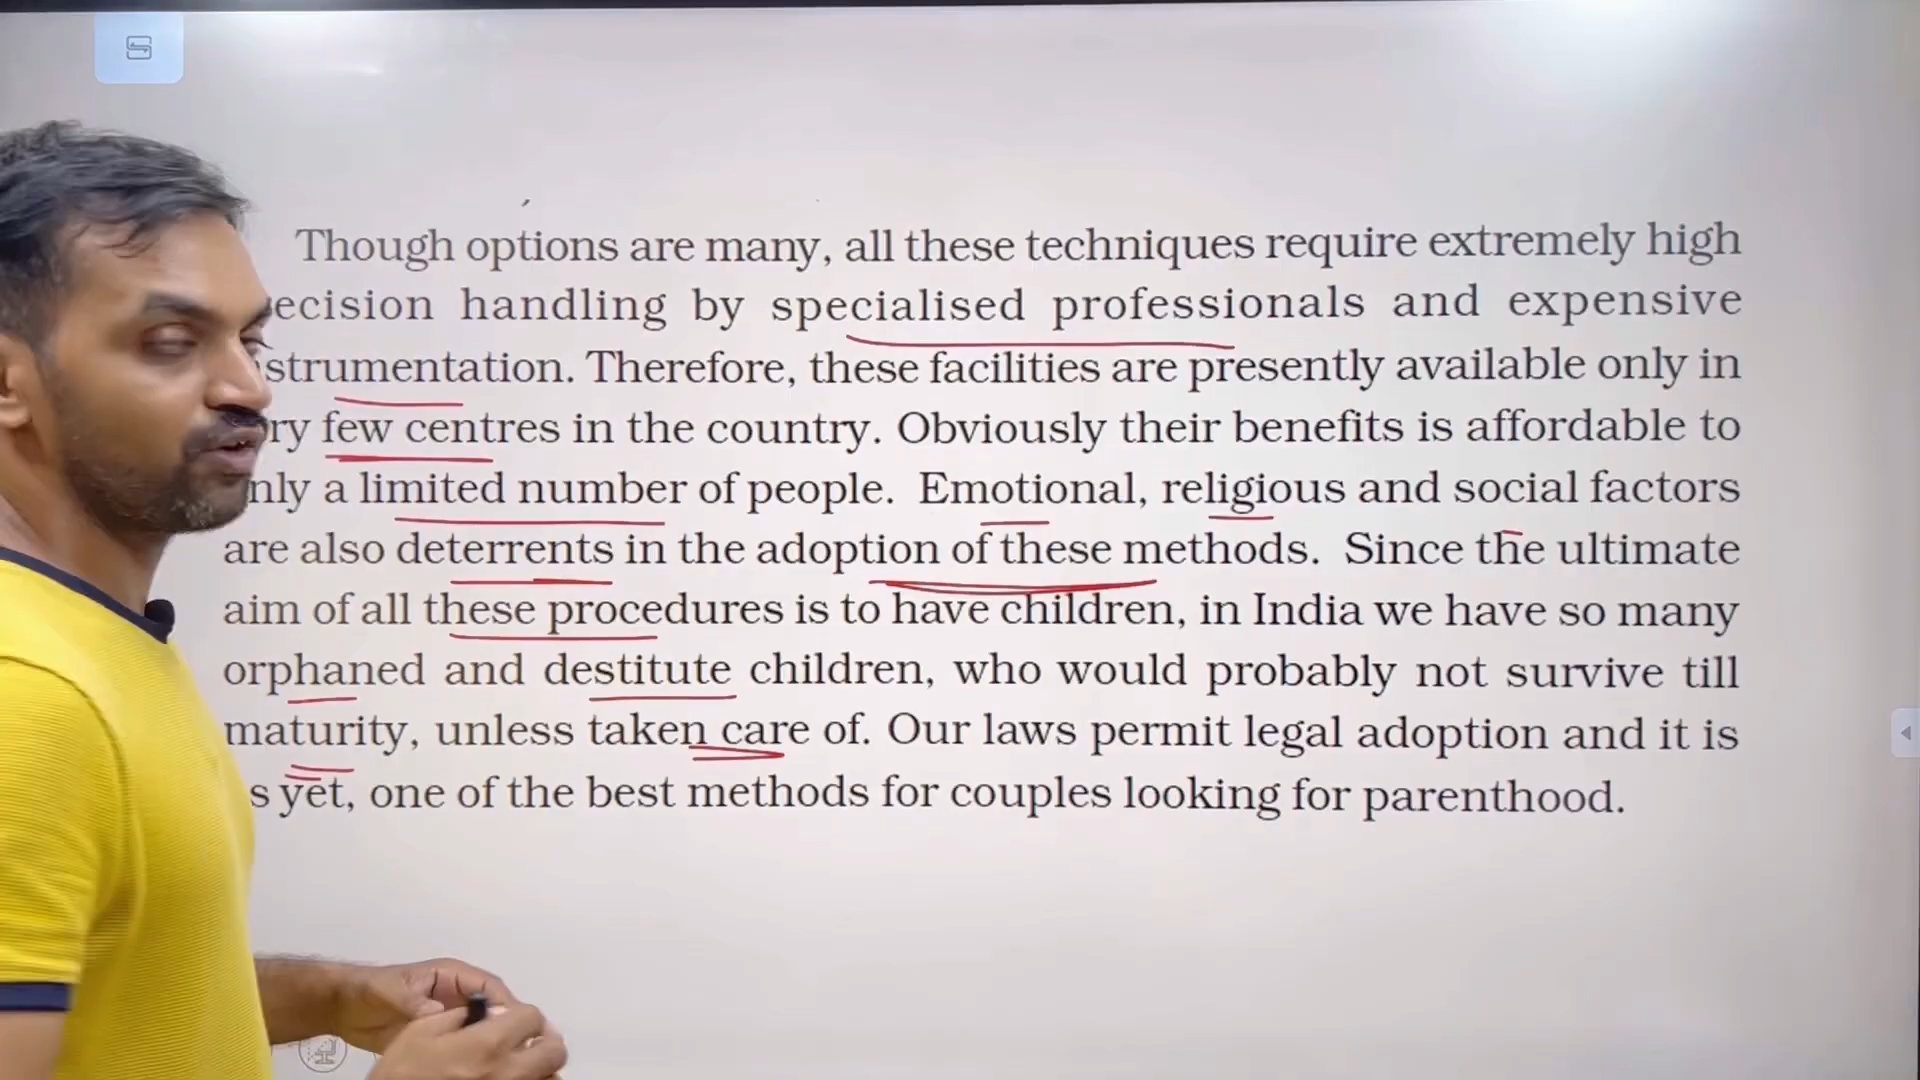 Though options are many, all these techniques require extremely high
ecision handling by specialised professionals and expensive
strumentation. Therefore, these facilities are presently available only in
ry few centres in the country. Obviously their benefits is affordable to
nly a limited number of people. Emotional, religious and social factors
are also deterrents in the adoption of these methods. Since the ultimate
aim of all these procedures is to have children, in India we have so many
orphaned and destitute children, who would probably not survive till
maturity, unless taken care of. Our laws permit legal adoption and it is
s yet, one of the best methods for couples looking for parenthood.